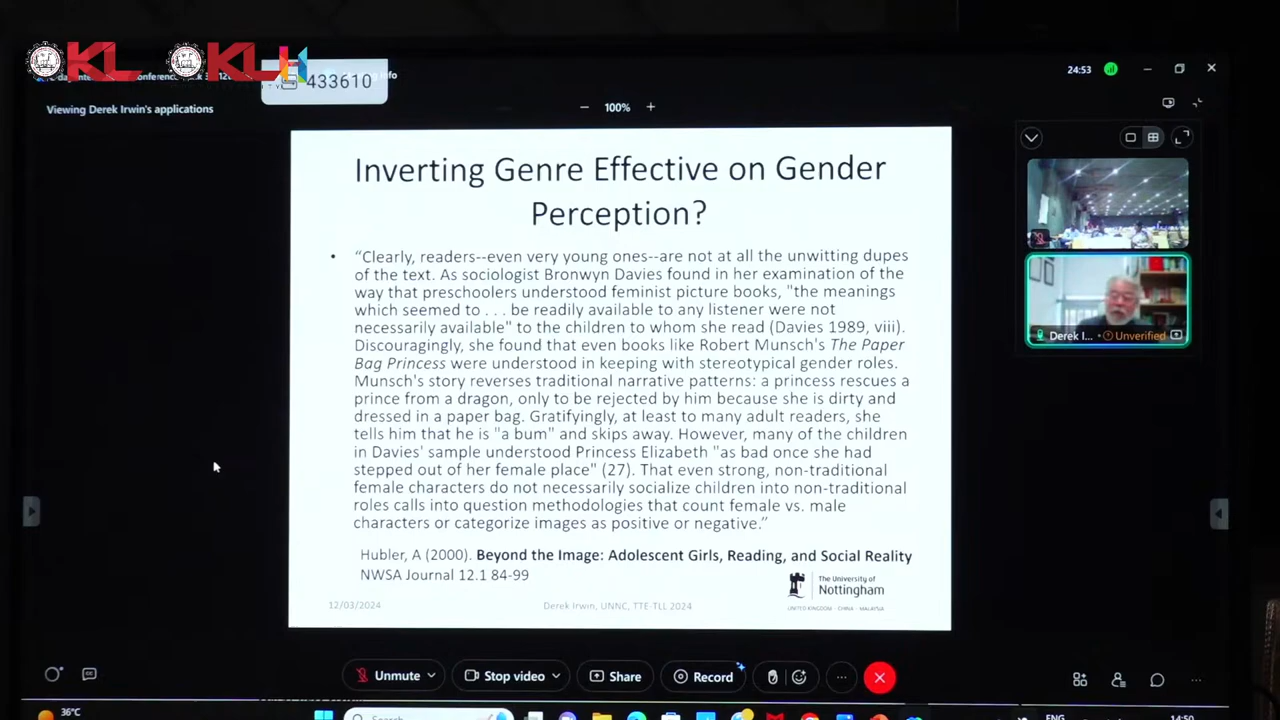 KL
KL
24:53
onference
Info
433610
Viewing Derek Irwin's applications
100%
Inverting Genre Effective on Gender
Perception?
• “Clearly, readers--even very young ones--are not at all the unwitting dupes
of the text. As sociologist Bronwyn Davies found in her examination of the
way that preschoolers understood feminist picture books, "the meanings
which seemed to . . . be readily available to any listener were not
necessarily available" to the children to whom she read (Davies 1989, viii).
Discouragingly, she found that even books like Robert Munsch's The Paper
Bag Princess were understood in keeping with stereotypical gender roles.
Munsch's story reverses traditional narrative patterns: a princess rescues a
prince from a dragon, only to be rejected by him because she is dirty and
dressed in a paper bag. Gratifyingly, at least to many adult readers, she
tells him that he is "a bum" and skips away. However, many of the children
in Davies' sample understood Princess Elizabeth "as bad once she had
stepped out of her female place" (27). That even strong, non-traditional
female characters do not necessarily socialize children into non-traditional
roles calls into question methodologies that count female vs. male
characters or categorize images as positive or negative.”
Hubler, A (2000). Beyond the Image: Adolescent Girls, Reading, and Social Reality
NWSA Journal 12.1 84-99
The University of
Nottingham
UNITED KINGDOM · CHINA · MALAYSIA
12/03/2024
Derek Irwin, UNNC, TTE-TLL 2024
Derek I... • Unverified
Unmute
Stop video
Share
Record
36°C
Search
ENG
14:50